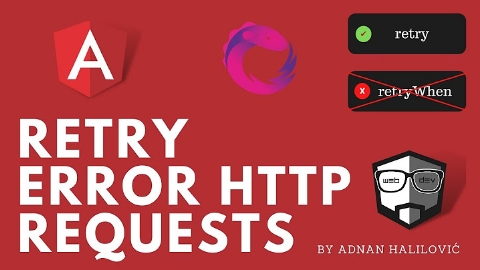 A
retry
X
retryWhen
RETRY
ERROR HTTP
REQUESTS
web dev
BY ADNAN HALILOVIĆ